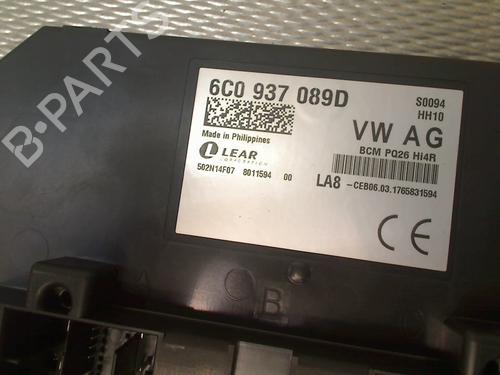 6C0 937 089D
S0094
HH10
Made in Philippines
VW AG
LEAR
CORPORATION
BCM PQ26 Hi4R
502N14F07 8011594 00
LA8 -CEB06.03.1765831594
CE
A
B
B-PARTS